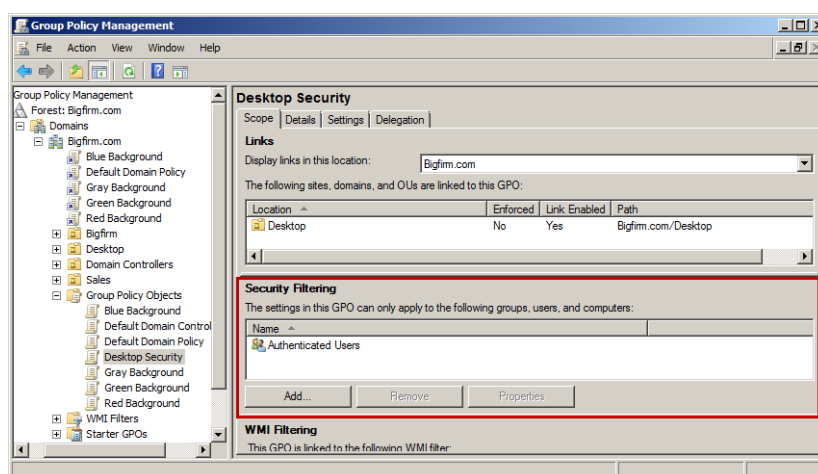 Group Policy Management
File Action View Window Help
Group Policy Management
Forest: Bigfirm.com
Domains
Bigfirm.com
Blue Background
Default Domain Policy
Gray Background
Green Background
Red Background
Bigfirm
Desktop
Domain Controllers
Sales
Group Policy Objects
Blue Background
Default Domain Control
Default Domain Policy
Desktop Security
Gray Background
Green Background
Red Background
WMI Filters
Starter GPOs
Desktop Security
Scope Details Settings Delegation
Links
Display links in this location: Bigfirm.com
The following sites, domains, and OUs are linked to this GPO:
Location Enforced Link Enabled Path
Desktop No Yes Bigfirm.com/Desktop
Security Filtering
The settings in this GPO can only apply to the following groups, users, and computers:
Name
Authenticated Users
Add... Remove Properties
WMI Filtering
This GPO is linked to the following WMI filter: